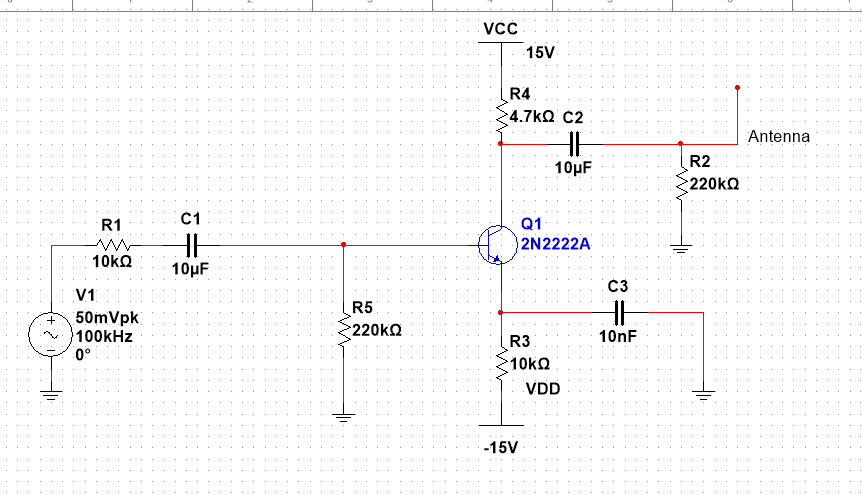 VCC
15V
R4
4.7kΩ
C2
10µF
Antenna
R2
220kΩ
R1
10kΩ
C1
10µF
Q1
2N2222A
V1
50mVpk
100kHz
0°
R5
220kΩ
C3
10nF
R3
10kΩ
VDD
-15V